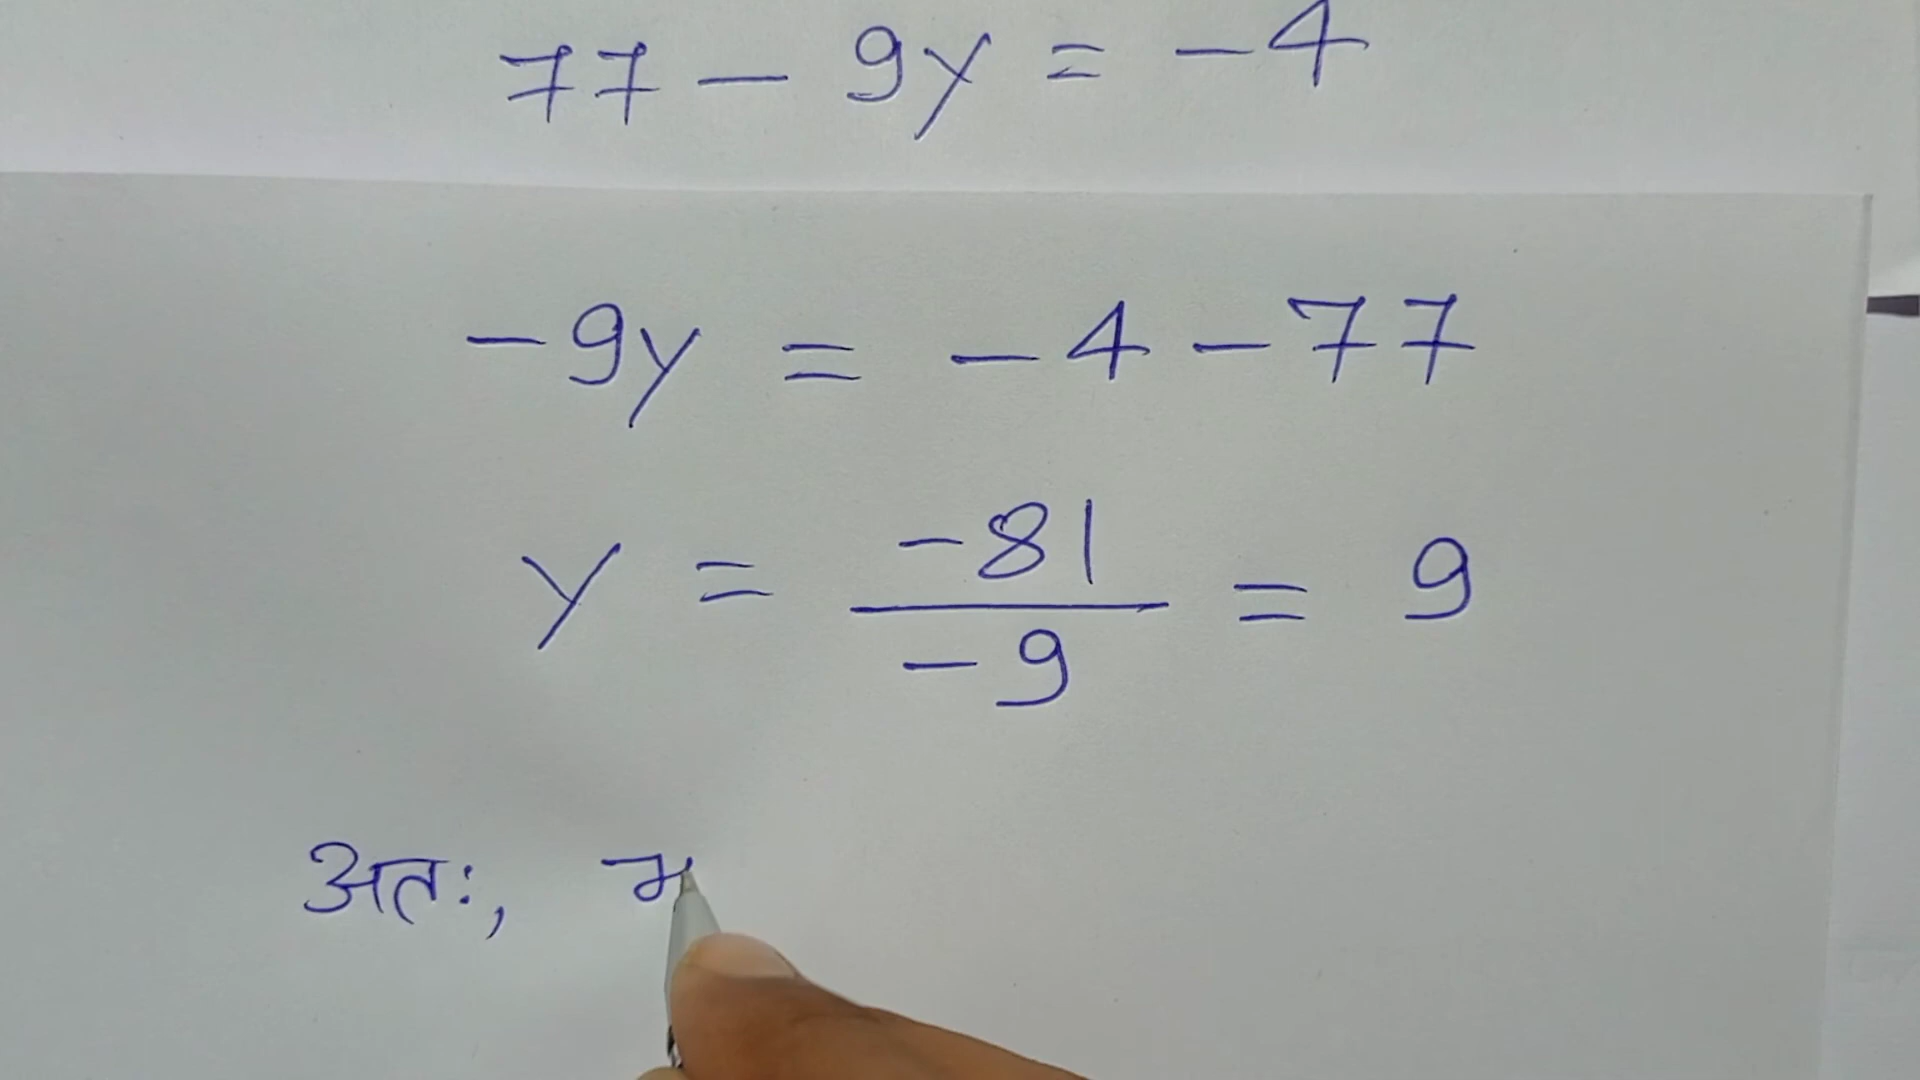 77 - 9y = -4
-9y = -4 - 77
y = -81/-9 = 9
अतः,